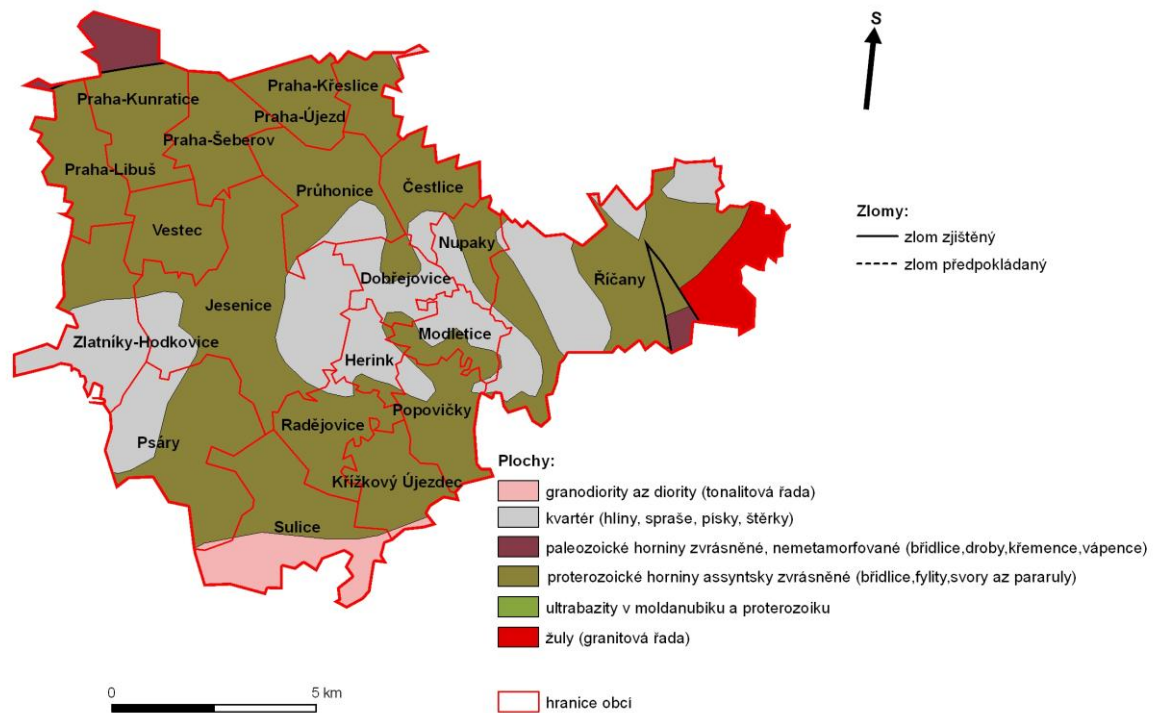 S
Praha-Křeslice
Praha-Kunratice
Praha-Újezd
Praha-Šeberov
Praha-Libuš
Průhonice
Čestlice
Vestec
Nupaky
Dobřejovice
Říčany
Jesenice
Modletice
Zlatníky-Hodkovice
Herink
Popovičky
Radějovice
Psáry
Křížkový Újezdec
Sulice
Zlomy:
zlom zjištěný
zlom předpokládaný
Plochy:
granodiority az diority (tonalitová řada)
kvartér (hlíny, spraše, písky, štěrky)
paleozoické horniny zvrásněné, nemetamorfované (břidlice,droby,křemence,vápence)
proterozoické horniny assyntsky zvrásněné (břidlice,fylity,svory az pararuly)
ultrabazity v moldanubiku a proterozoiku
žuly (granitová řada)
hranice obcí
0 5 km